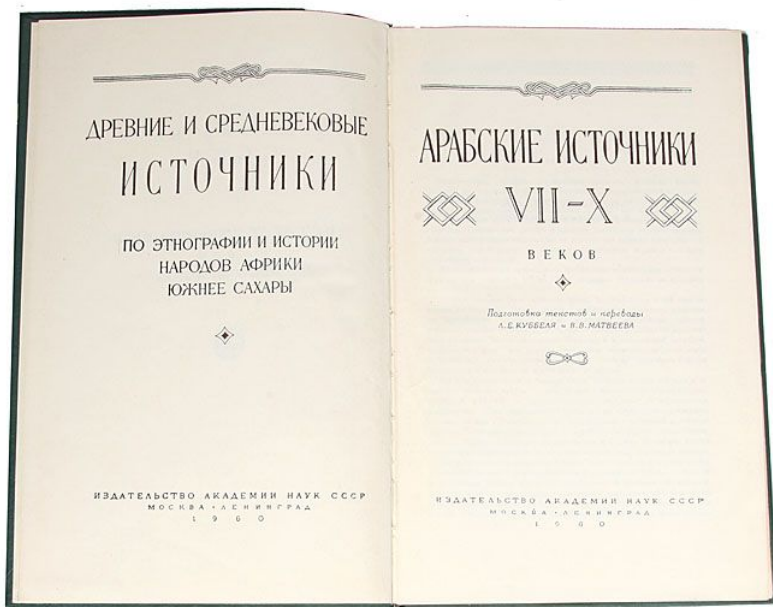 ДРЕВНИЕ И СРЕДНЕВЕКОВЫЕ
ИСТОЧНИКИ
ПО ЭТНОГРАФИИ И ИСТОРИИ
НАРОДОВ АФРИКИ
ЮЖНЕЕ САХАРЫ
ИЗДАТЕЛЬСТВО АКАДЕМИИ НАУК СССР
МОСКВА • ЛЕНИНГРАД
1960
АРАБСКИЕ ИСТОЧНИКИ
VII-X
ВЕКОВ
Подготовка текстов и переводы
Л.Е.КУББЕЛЯ и В.В.МАТВЕЕВА
ИЗДАТЕЛЬСТВО АКАДЕМИИ НАУК СССР
МОСКВА • ЛЕНИНГРАД
1960